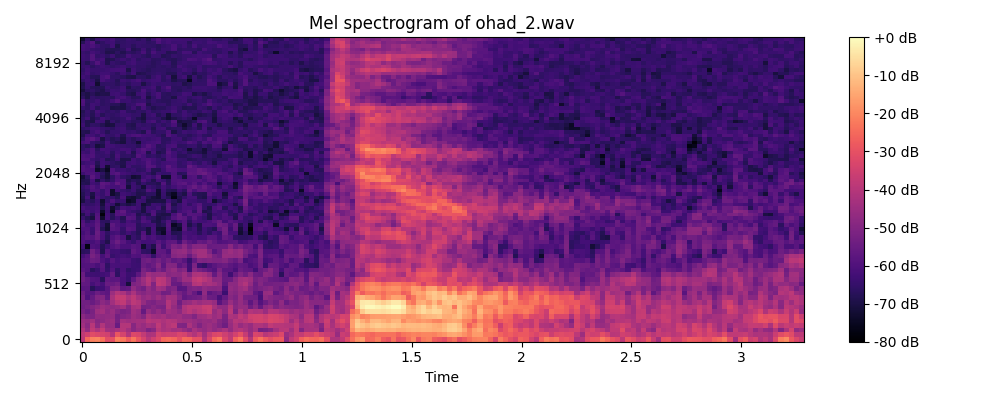 Mel spectrogram of ohad_2.wav
Hz
8192
4096
2048
1024
512
0
0 0.5 1 1.5 2 2.5 3
Time
+0 dB
-10 dB
-20 dB
-30 dB
-40 dB
-50 dB
-60 dB
-70 dB
-80 dB